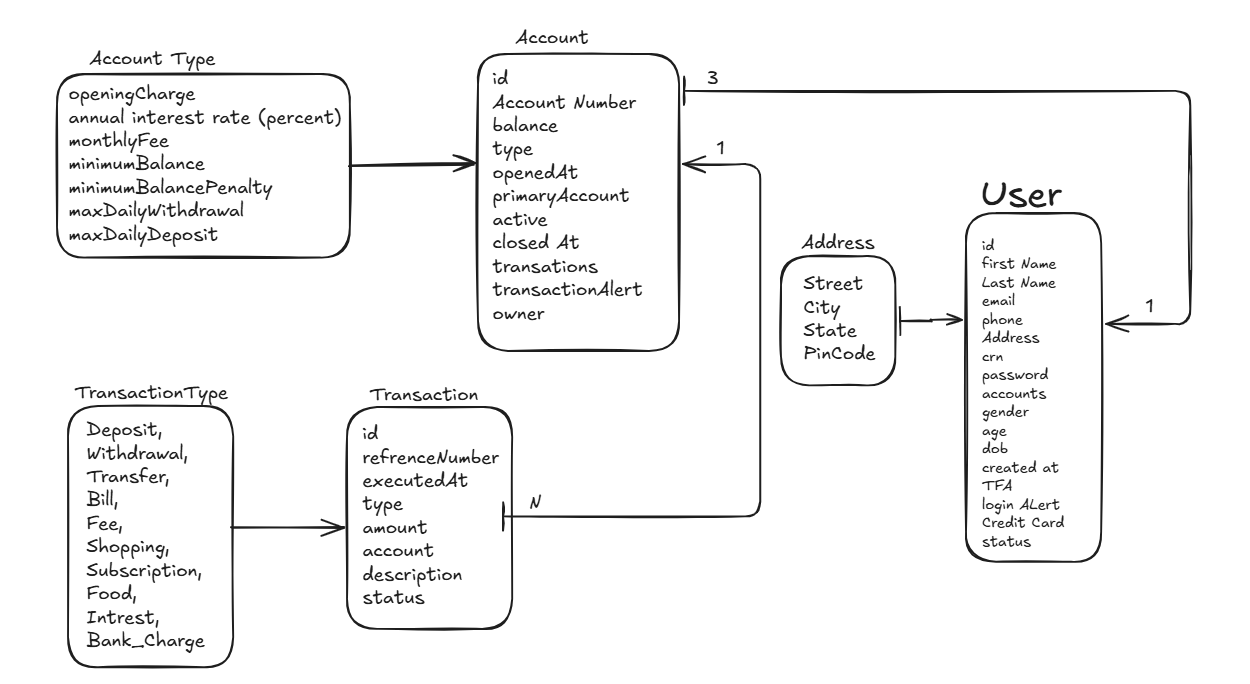 Account Type
openingCharge
annual interest rate (percent)
monthlyFee
minimumBalance
minimumBalancePenalty
maxDailyWithdrawal
maxDailyDeposit
Account
id
Account Number
balance
type
openedAt
primaryAccount
active
closed At
transations
transactionAlert
owner
3
1
User
id
first Name
Last Name
email
phone
Address
crn
password
accounts
gender
age
dob
created at
TFA
login ALert
Credit Card
status
1
Address
Street
City
State
PinCode
TransactionType
Deposit,
Withdrawal,
Transfer,
Bill,
Fee,
Shopping,
Subscription,
Food,
Intrest,
Bank_Charge
Transaction
id
refrenceNumber
executedAt
type
amount
account
description
status
N